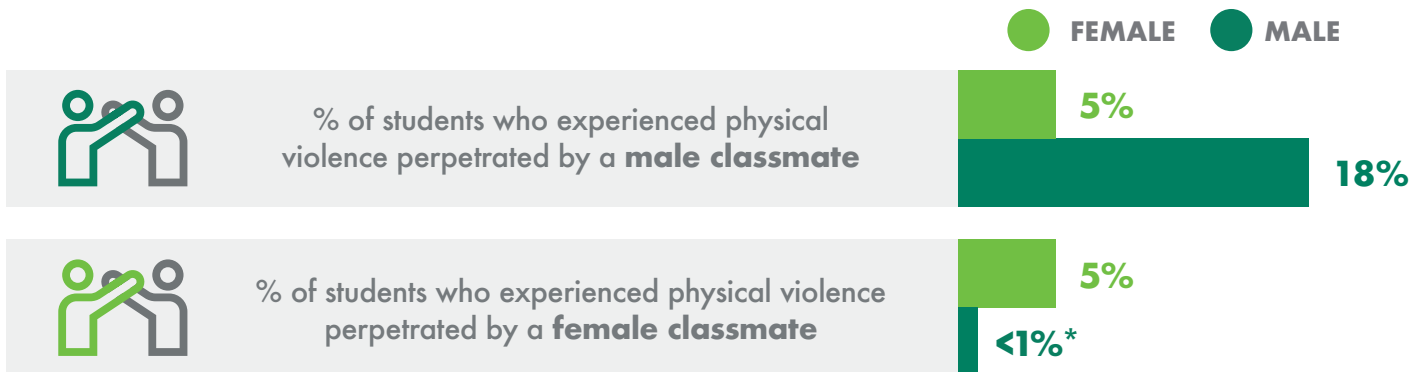 FEMALE MALE
% of students who experienced physical
violence perpetrated by a male classmate
5%
18%
% of students who experienced physical violence
perpetrated by a female classmate
5%
<1%*